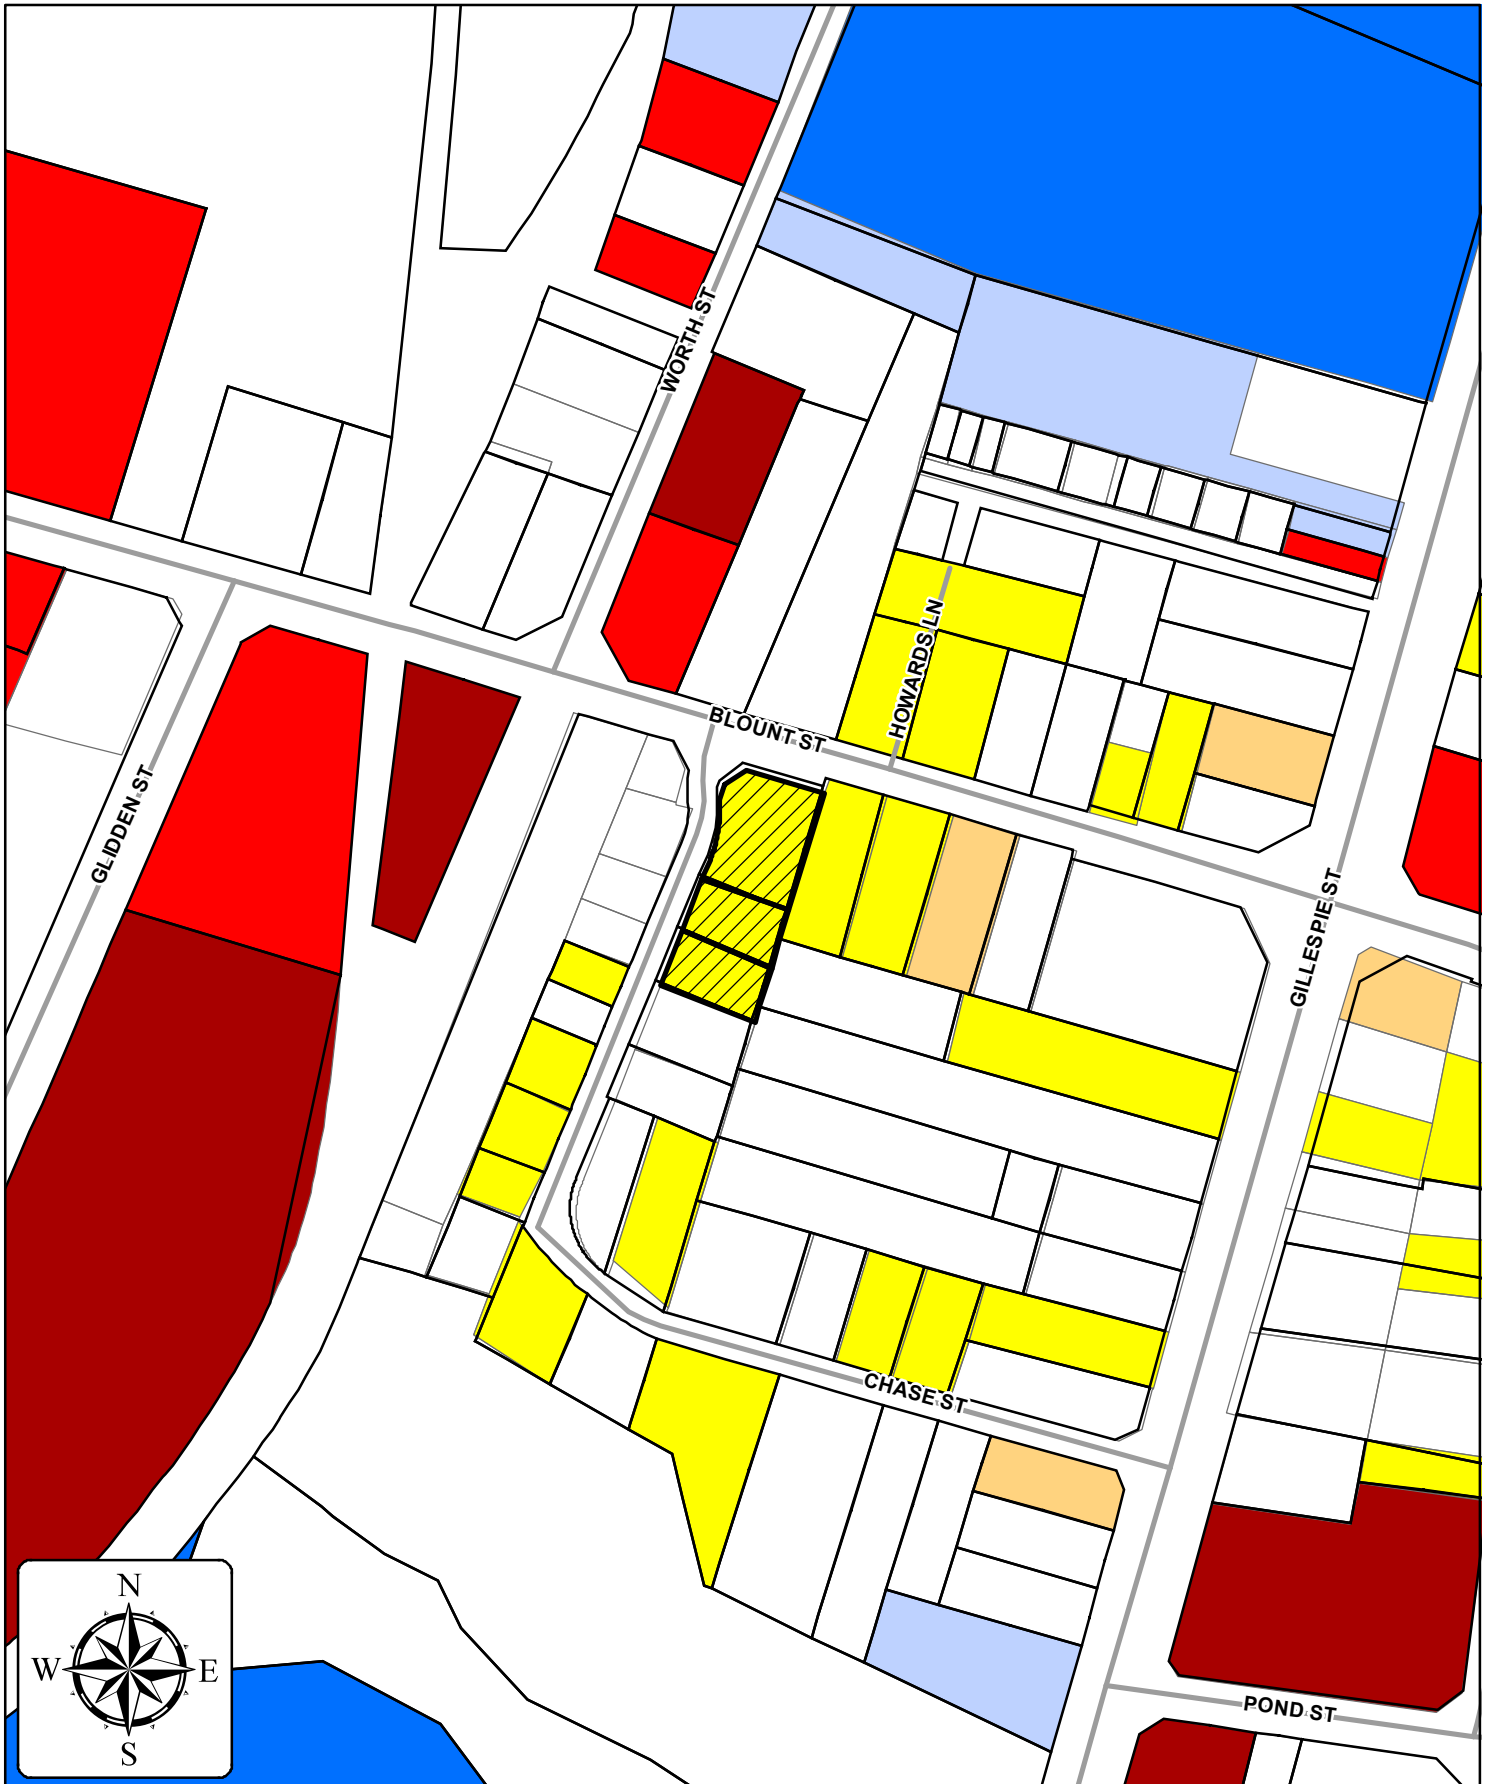 WORTH ST
HOWARDS LN
BLOUNT ST
GLIDDEN ST
GILLESPIE ST
CHASE ST
N
W E
S
POND ST